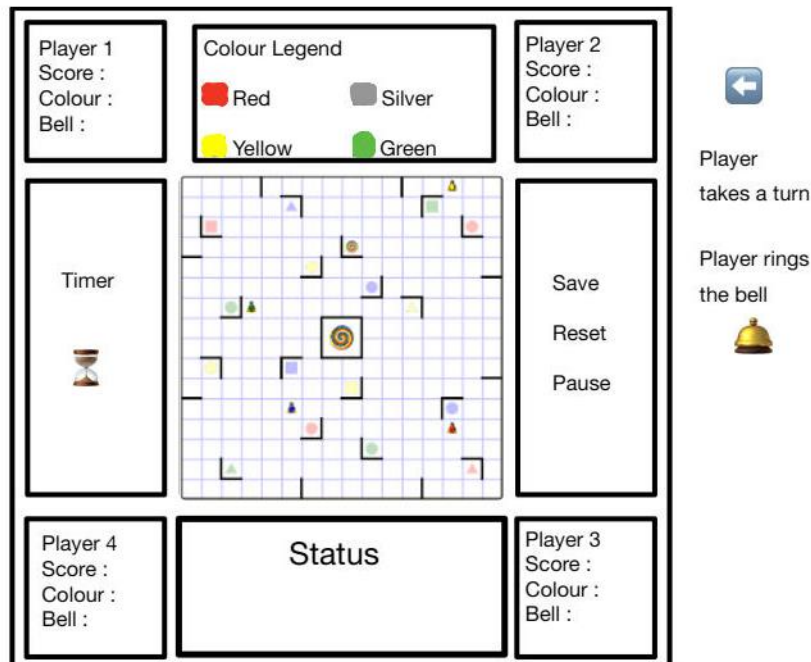 Player 1
Score :
Colour :
Bell :
Colour Legend
Red
Silver
Yellow
Green
Player 2
Score :
Colour :
Bell :
Player
takes a turn
Player rings
the bell
Timer
Save
Reset
Pause
Player 4
Score :
Colour :
Bell :
Status
Player 3
Score :
Colour :
Bell :